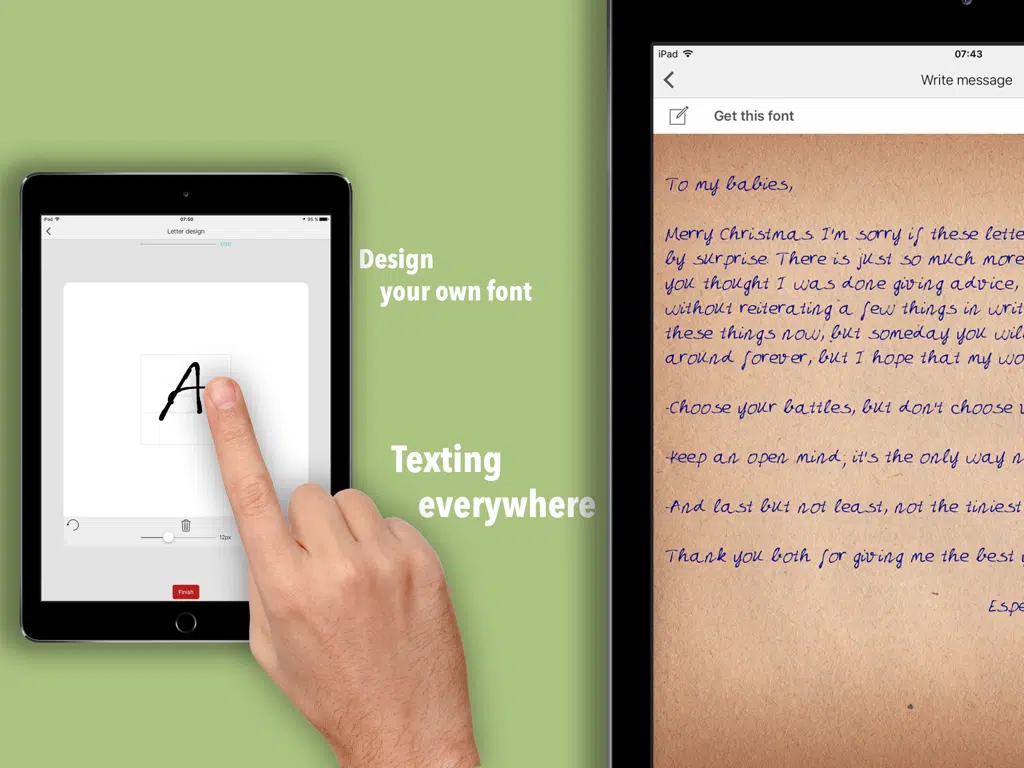 iPad 07:50 95 %
Letter design
A
12px
Finish
Design
your own font
Texting
everywhere
iPad 07:43
Write message
Get this font
To my babies,
Merry Christmas I'm sorry if these lette
by surprise. There is just so much more
you thought I was done giving advice,
without reiterating a few things in writ
these things now, but someday you wil
around forever, but I hope that my wo
-Choose your battles, but don't choose
-Keep an open mind; it's the only way n
-And last but not least, not the tiniest
Thank you both for giving me the best
Espe